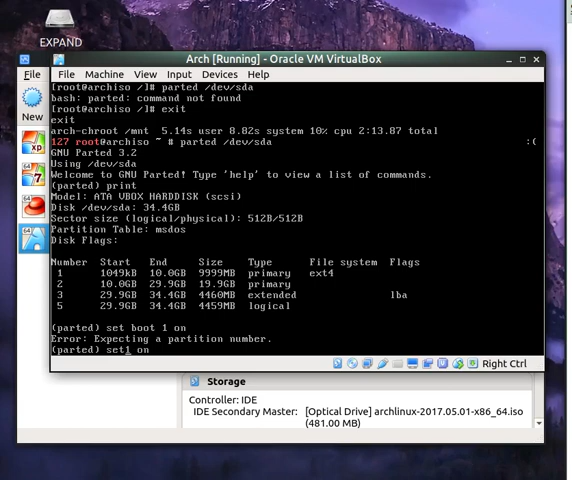 EXPAND
Arch [Running] - Oracle VM VirtualBox
File
File Machine View Input Devices Help
New
[root@archiso /]# parted /dev/sda
bash: parted: command not found
[root@archiso /]# exit
exit
arch-chroot /mnt 5.14s user 8.82s system 10% cpu 2:13.87 total
127 root@archiso ~ # parted /dev/sda :(
GNU Parted 3.2
Using /dev/sda
Welcome to GNU Parted! Type 'help' to view a list of commands.
(parted) print
Model: ATA VBOX HARDDISK (scsi)
Disk /dev/sda: 34.4GB
Sector size (logical/physical): 512B/512B
Partition Table: msdos
Disk Flags:
Number Start End Size Type File system Flags
1 1049kB 10.0GB 9999MB primary ext4
2 10.0GB 29.9GB 19.9GB primary
3 29.9GB 34.4GB 4460MB extended lba
5 29.9GB 34.4GB 4459MB logical
(parted) set boot 1 on
Error: Expecting a partition number.
(parted) set1 on
Right Ctrl
Storage
Controller: IDE
IDE Secondary Master: [Optical Drive] archlinux-2017.05.01-x86_64.iso
(481.00 MB)
64
xp
64
7
64
64